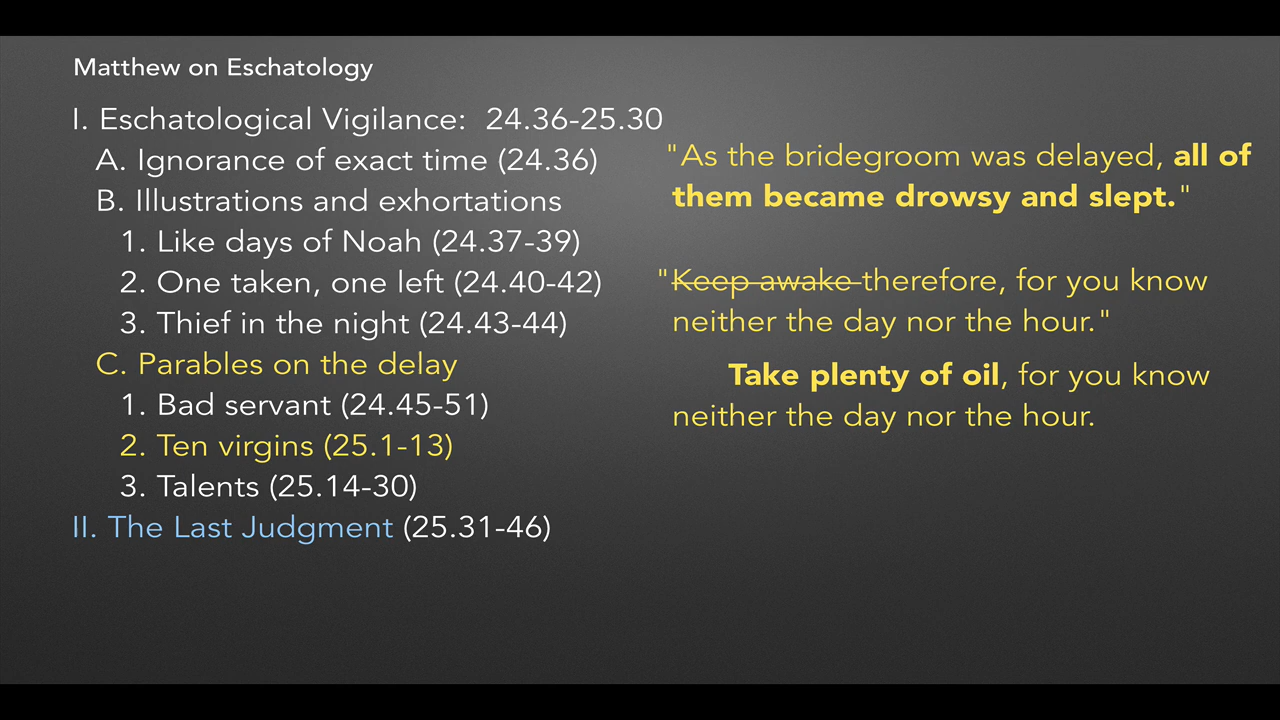 Matthew on Eschatology
I. Eschatological Vigilance: 24.36-25.30
A. Ignorance of exact time (24.36)
B. Illustrations and exhortations
1. Like days of Noah (24.37-39)
2. One taken, one left (24.40-42)
3. Thief in the night (24.43-44)
C. Parables on the delay
1. Bad servant (24.45-51)
2. Ten virgins (25.1-13)
3. Talents (25.14-30)
II. The Last Judgment (25.31-46)
"As the bridegroom was delayed, all of
them became drowsy and slept."
"Keep awake therefore, for you know
neither the day nor the hour."
Take plenty of oil, for you know
neither the day nor the hour.